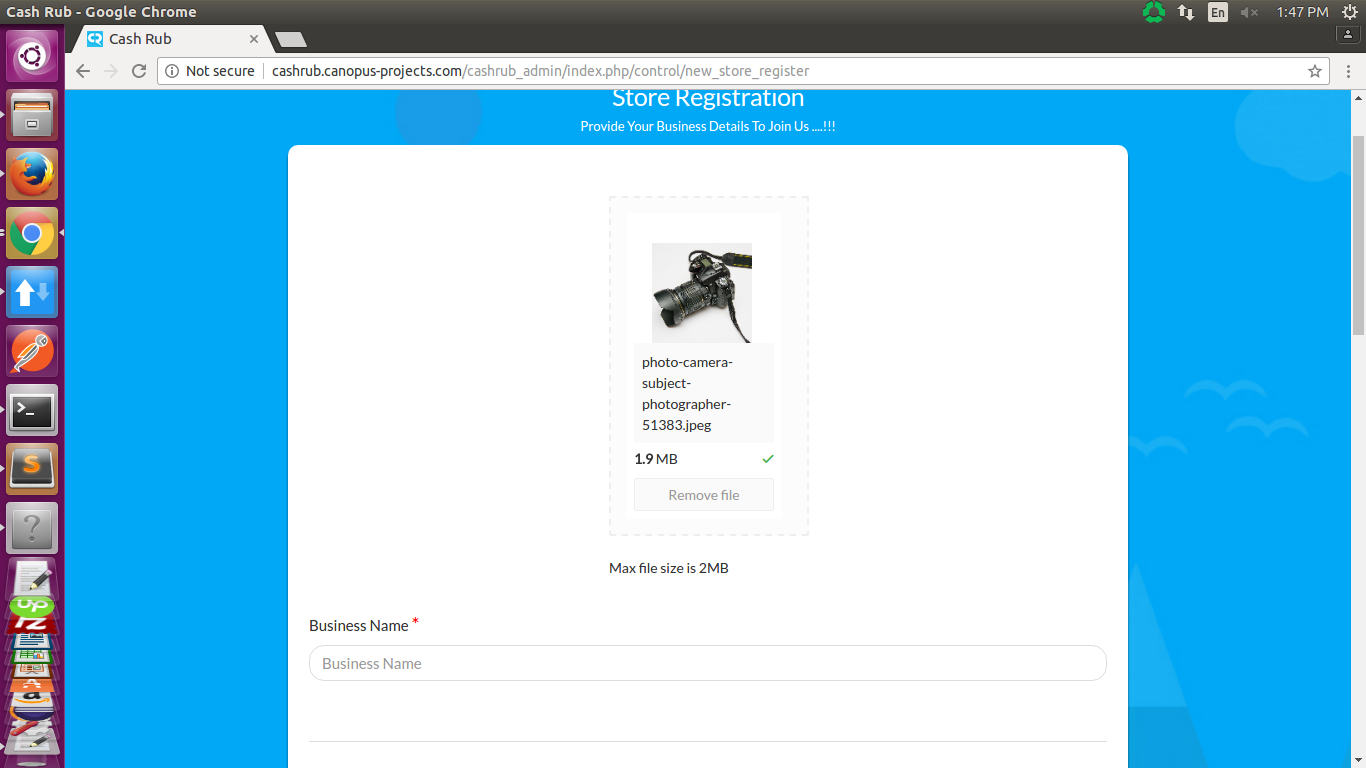 Cash Rub - Google Chrome
En
1:47 PM
Cash Rub
Not secure
cashrub.canopus-projects.com/cashrub_admin/index.php/control/new_store_register
Store Registration
Provide Your Business Details To Join Us ....!!!
photo-camera-
subject-
photographer-
51383.jpeg
1.9 MB
Remove file
Max file size is 2MB
Business Name *
Business Name